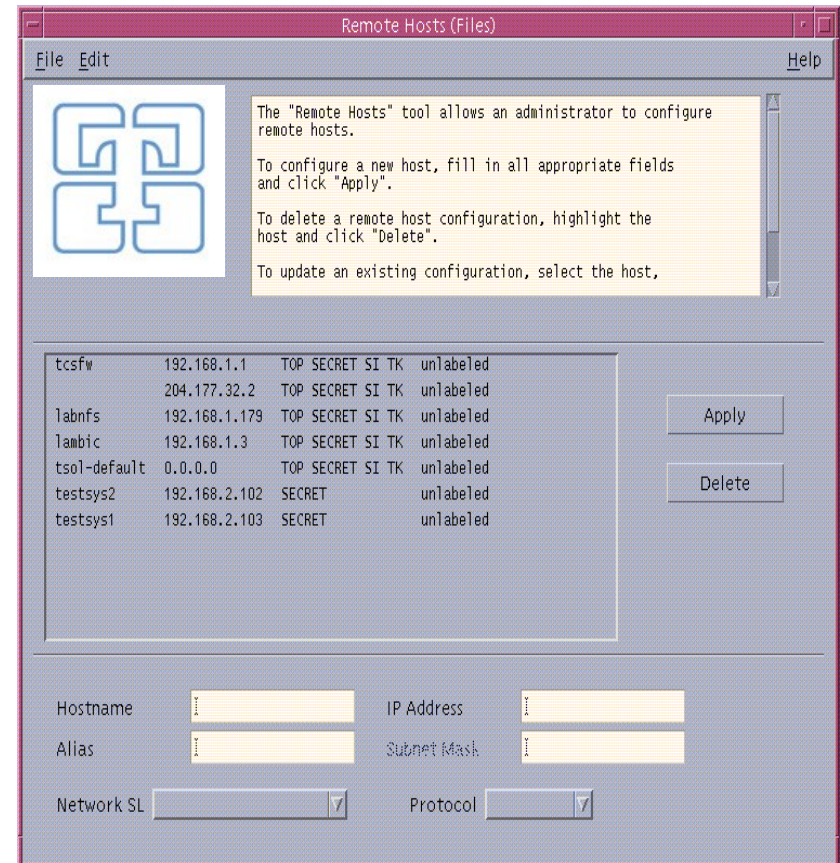 Remote Hosts (Files)
File Edit Help
The "Remote Hosts" tool allows an administrator to configure
remote hosts.
To configure a new host, fill in all appropriate fields
and click "Apply".
To delete a remote host configuration, highlight the
host and click "Delete".
To update an existing configuration, select the host,
tcsfw 192.168.1.1 TOP SECRET SI TK unlabeled
204.177.32.2 TOP SECRET SI TK unlabeled
labnfs 192.168.1.179 TOP SECRET SI TK unlabeled
lambic 192.168.1.3 TOP SECRET SI TK unlabeled
tsol-default 0.0.0.0 TOP SECRET SI TK unlabeled
testsys2 192.168.2.102 SECRET unlabeled
testsys1 192.168.2.103 SECRET unlabeled
Apply
Delete
Hostname IP Address
Alias Subnet Mask
Network SL Protocol